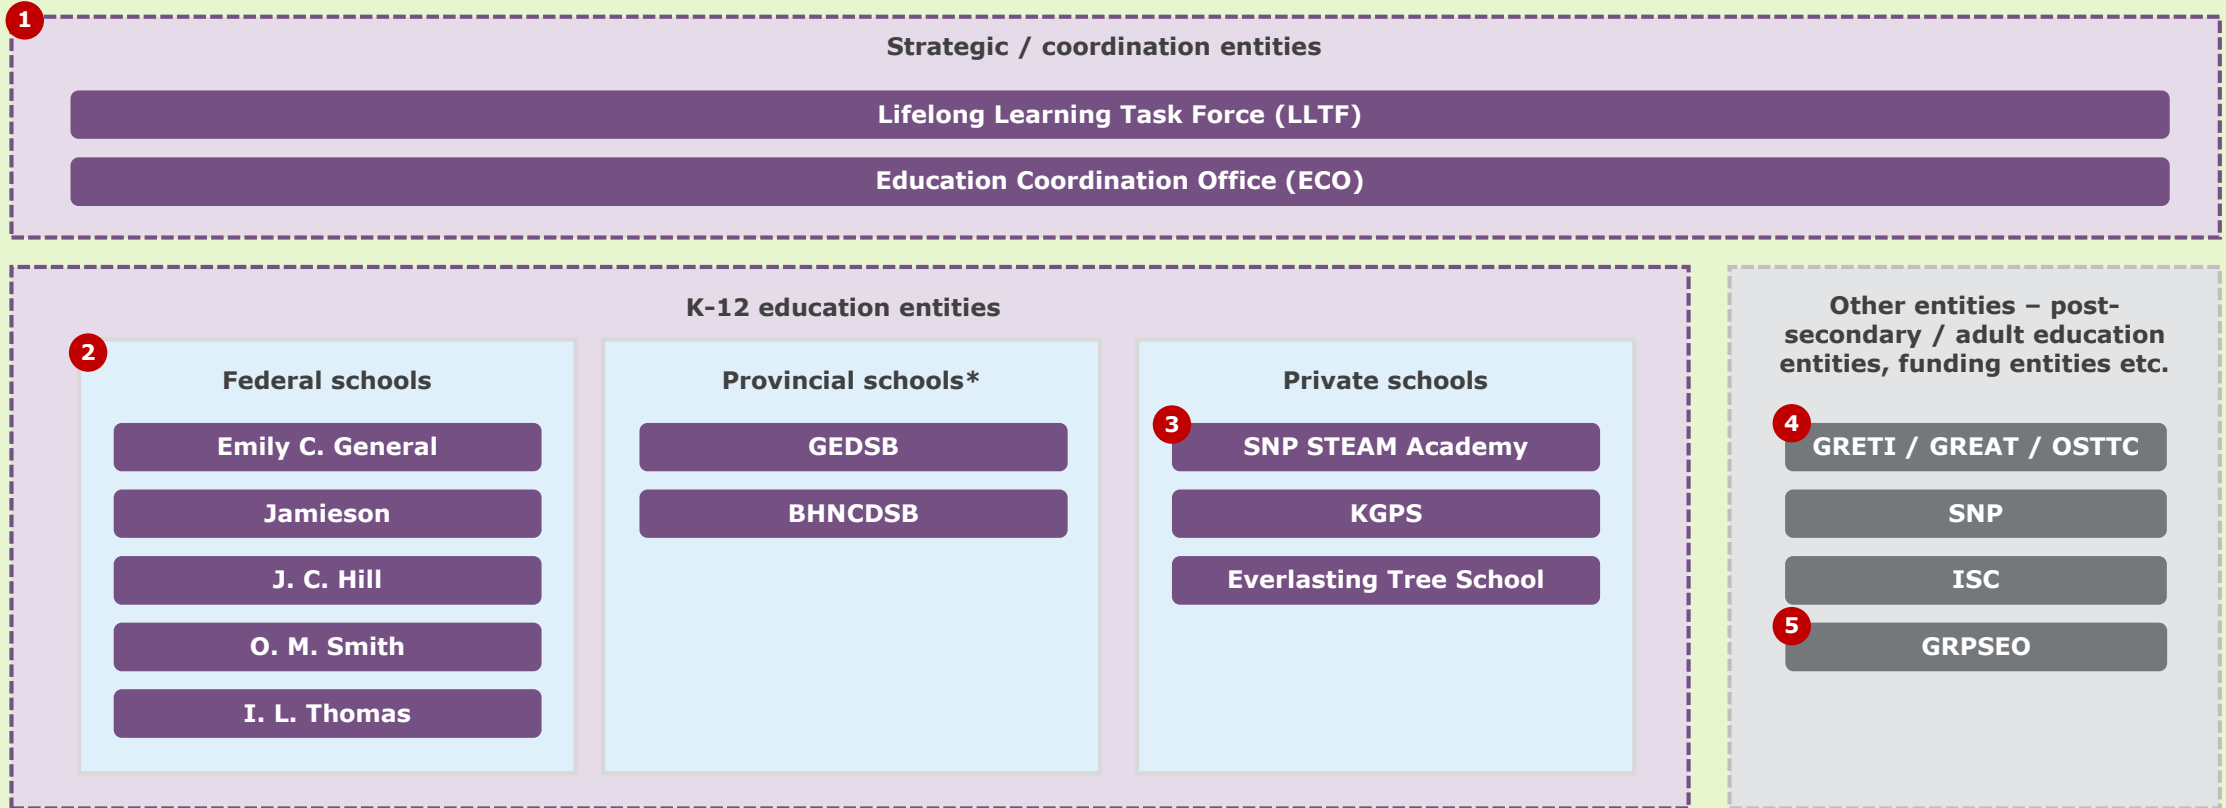 1
Strategic / coordination entities
Lifelong Learning Task Force (LLTF)
Education Coordination Office (ECO)
K-12 education entities
2
Federal schools
Emily C. General
Jamieson
J. C. Hill
O. M. Smith
I. L. Thomas
Provincial schools*
GEDSB
BHNCDSB
Private schools
3
SNP STEAM Academy
KGPS
Everlasting Tree School
Other entities – post-
secondary / adult education
entities, funding entities etc.
4
GRETI / GREAT / OSTTC
SNP
ISC
5
GRPSEO